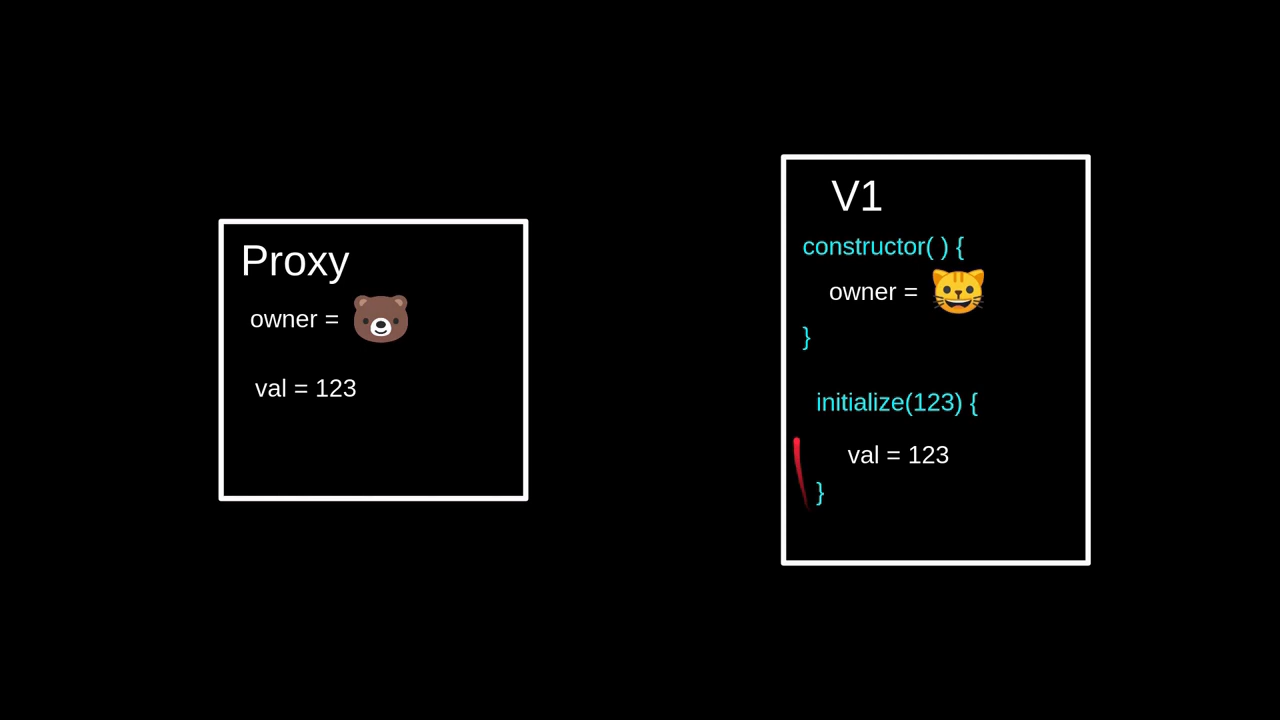 Proxy
owner =
val = 123
V1
constructor( ) {
owner =
}
initialize(123) {
val = 123
}